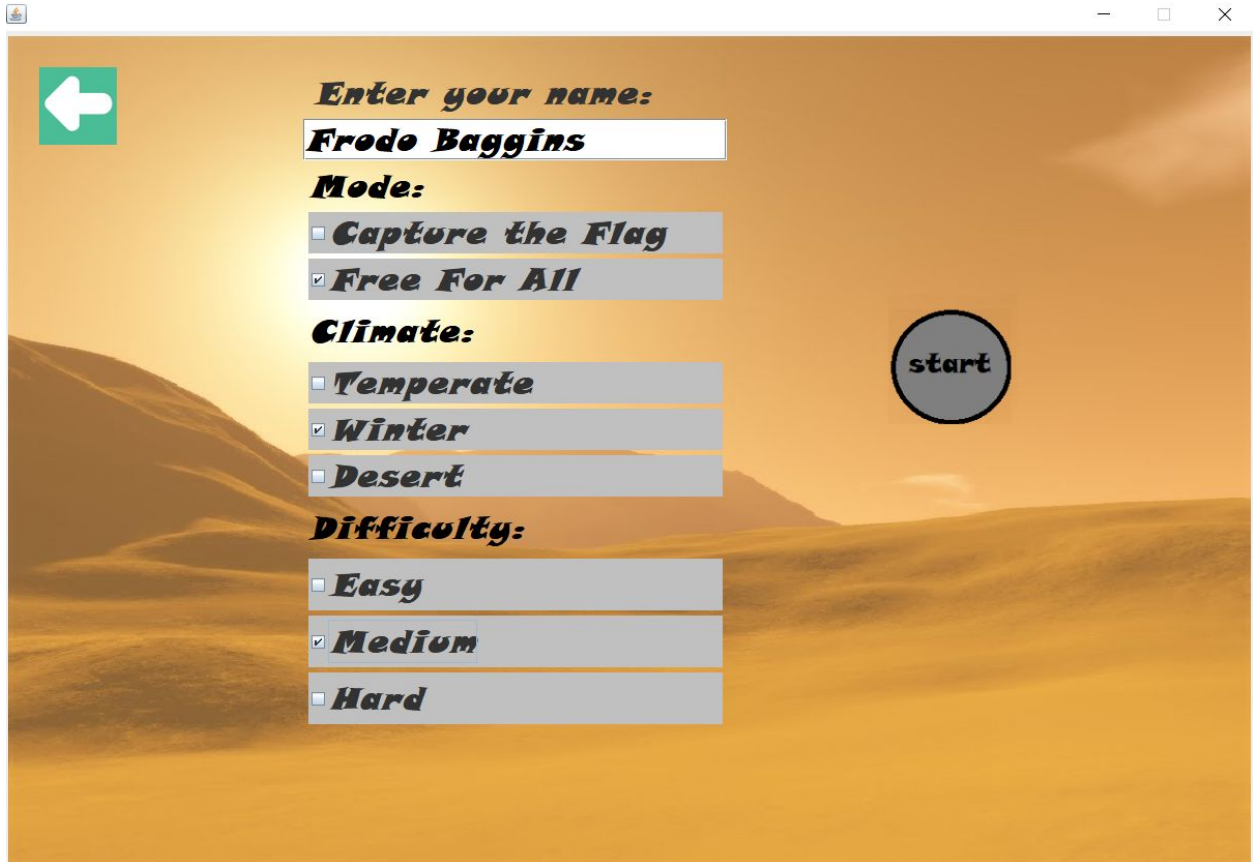 Enter your name:
Frodo Baggins
Mode:
Capture the Flag
Free For All
Climate:
Temperate
Winter
Desert
Difficulty:
Easy
Medium
Hard
start